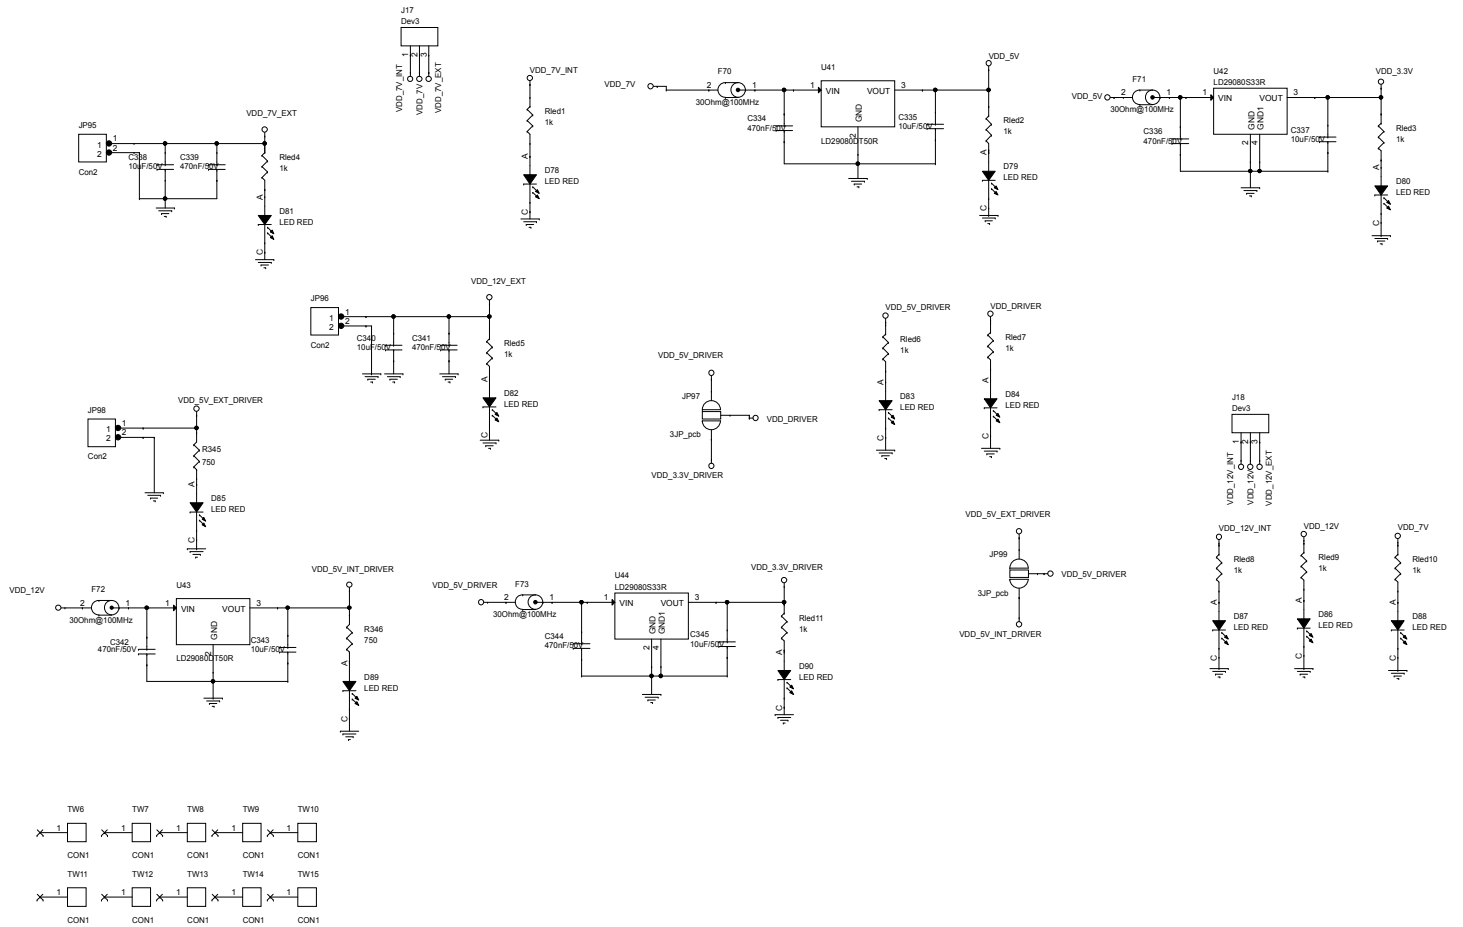 J17
Dev3
1
2
3
VDD_7V_INT
VDD_7V
VDD_7V_EXT
VDD_7V_INT
Rled1
1k
A
D78
LED RED
C
VDD_7V
2
F70
1
30Ohm@100MHz
C334
470nF/50V
U41
1
VIN
VOUT
3
GND
2
LD29080DT50R
C335
10uF/50V
VDD_5V
Rled2
1k
A
D79
LED RED
C
VDD_5V
2
F71
1
30Ohm@100MHz
C336
470nF/50V
U42
LD29080S33R
1
VIN
VOUT
3
GND
GND1
2
4
C337
10uF/50V
VDD_3.3V
Rled3
1k
A
D80
LED RED
C
VDD_7V_EXT
JP95
1
2
1
2
Con2
C338
10uF/50V
C339
470nF/50V
Rled4
1k
A
D81
LED RED
C
VDD_12V_EXT
JP96
1
2
1
2
Con2
C340
10uF/50V
C341
470nF/50V
Rled5
1k
A
D82
LED RED
C
VDD_5V_DRIVER
JP97
VDD_DRIVER
3JP_pcb
VDD_3.3V_DRIVER
VDD_5V_DRIVER
Rled6
1k
A
D83
LED RED
C
VDD_DRIVER
Rled7
1k
A
D84
LED RED
C
VDD_5V_EXT_DRIVER
JP98
1
2
1
2
Con2
R345
750
A
D85
LED RED
C
J18
Dev3
1
2
3
VDD_12V_INT
VDD_12V
VDD_12V_EXT
VDD_5V_EXT_DRIVER
JP99
VDD_5V_DRIVER
3JP_pcb
VDD_5V_INT_DRIVER
VDD_12V_INT
Rled8
1k
A
D87
LED RED
C
VDD_12V
Rled9
1k
A
D86
LED RED
C
VDD_7V
Rled10
1k
A
D88
LED RED
C
VDD_12V
2
F72
1
30Ohm@100MHz
C342
470nF/50V
U43
1
VIN
VOUT
3
GND
2
LD29080DT50R
C343
10uF/50V
VDD_5V_INT_DRIVER
R346
750
A
D89
LED RED
C
VDD_5V_DRIVER
2
F73
1
30Ohm@100MHz
C344
470nF/50V
U44
LD29080S33R
1
VIN
VOUT
3
GND
GND1
2
4
C345
10uF/50V
VDD_3.3V_DRIVER
Rled11
1k
A
D90
LED RED
C
TW6 TW7 TW8 TW9 TW10
1 1 1 1 1
CON1 CON1 CON1 CON1 CON1
TW11 TW12 TW13 TW14 TW15
1 1 1 1 1
CON1 CON1 CON1 CON1 CON1